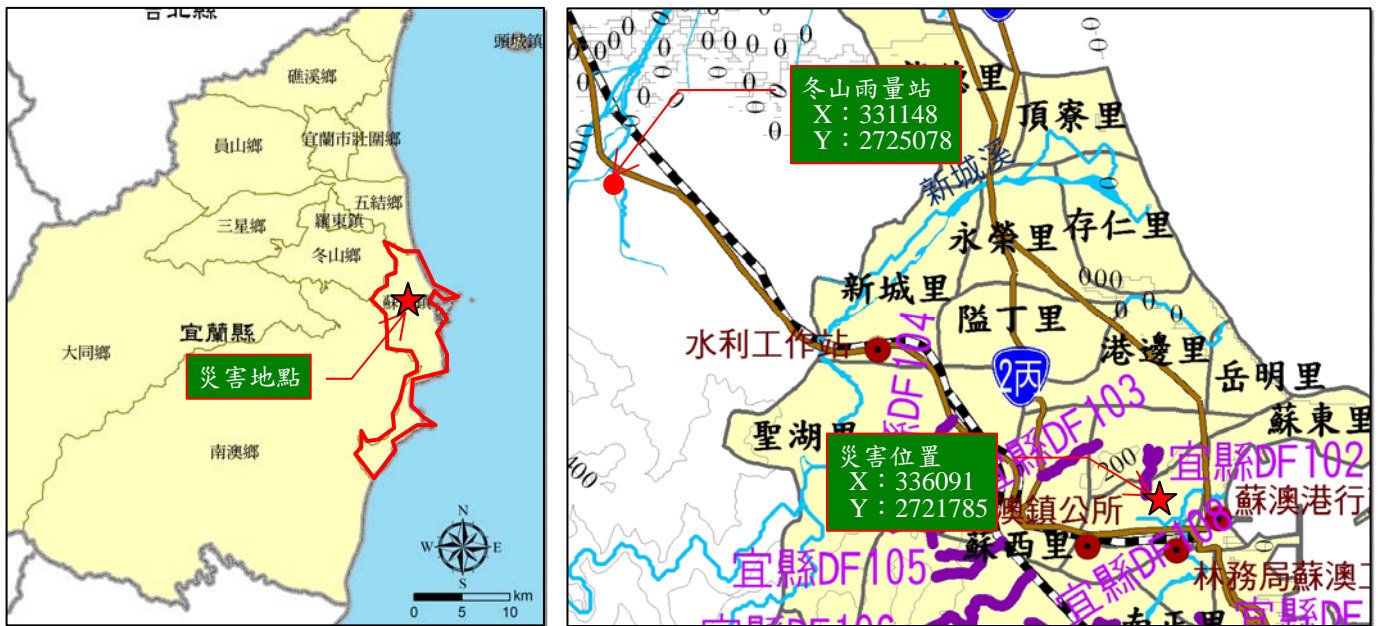 台北縣
頭城鎮
礁溪鄉
宜蘭市
壯圍鄉
員山鄉
五結鄉
羅東鎮
三星鄉
冬山鄉
宜蘭縣
大同鄉
災害地點
南澳鄉
N
W
E
S
km
0 10
冬山雨量站
X：331148
Y：2725078
德里
頂寮里
新城溪
存仁里
永榮里
新城里
隘丁里
水利工作站
2丙
港邊里
岳明里
蘇東里
聖湖里
宜縣DF103
200
宜縣DF102
災害位置
X：336091
Y：2721785
400
澳鎮公所
蘇澳港行
蘇西里
宜縣DF108
宜縣DF105
林務局蘇澳工
宜縣DF